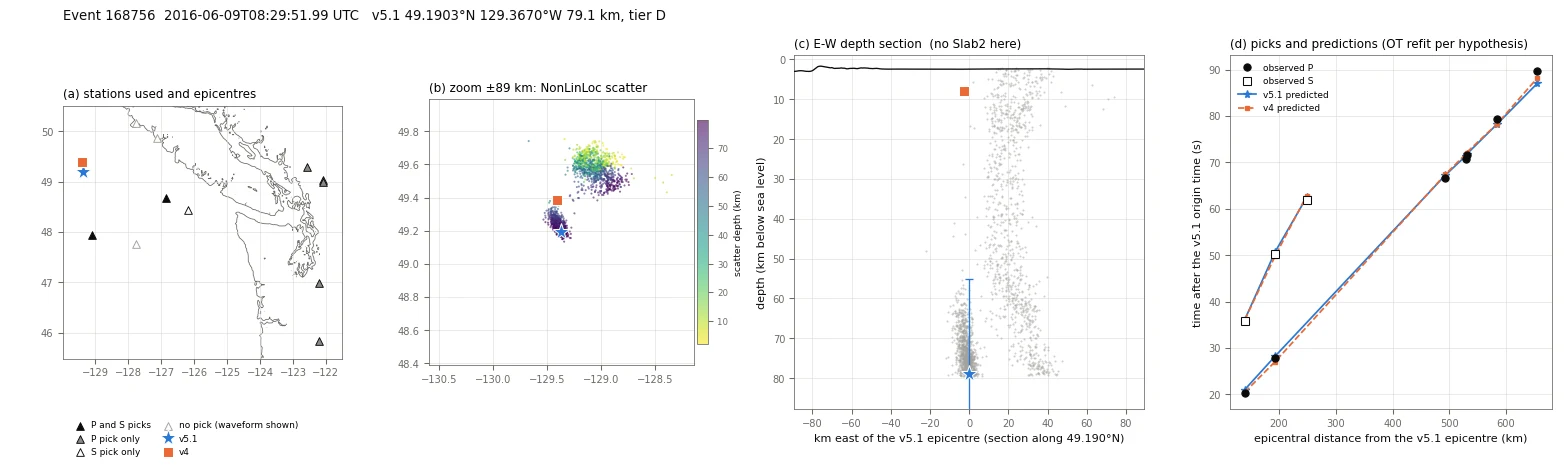 Event 168756  2016-06-09T08:29:51.99 UTC   v5.1 49.1903°N 129.3670°W 79.1 km, tier D
(a) stations used and epicentres
50
49
48
47
46
−129 −128 −127 −126 −125 −124 −123 −122
P and S picks
P pick only
S pick only
no pick (waveform shown)
v5.1
v4
(b) zoom ±89 km: NonLinLoc scatter
49.8
49.6
49.4
49.2
49.0
48.8
48.6
48.4
−130.5 −130.0 −129.5 −129.0 −128.5
70
60
50
40
30
20
10
scatter depth (km)
(c) E-W depth section  (no Slab2 here)
depth (km below sea level)
0
10
20
30
40
50
60
70
80
−80 −60 −40 −20 0 20 40 60 80
km east of the v5.1 epicentre (section along 49.190°N)
(d) picks and predictions (OT refit per hypothesis)
observed P
observed S
v5.1 predicted
v4 predicted
time after the v5.1 origin time (s)
90
80
70
60
50
40
30
20
200 300 400 500 600
epicentral distance from the v5.1 epicentre (km)